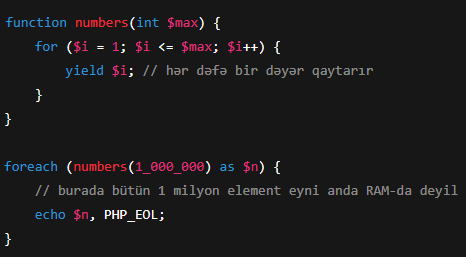 function numbers(int $max) {
    for ($i = 1; $i <= $max; $i++) {
        yield $i; // hər dəfə bir dəyər qaytarır
    }
}

foreach (numbers(1_000_000) as $n) {
    // burada bütün 1 milyon element eyni anda RAM-da deyil
    echo $n, PHP_EOL;
}